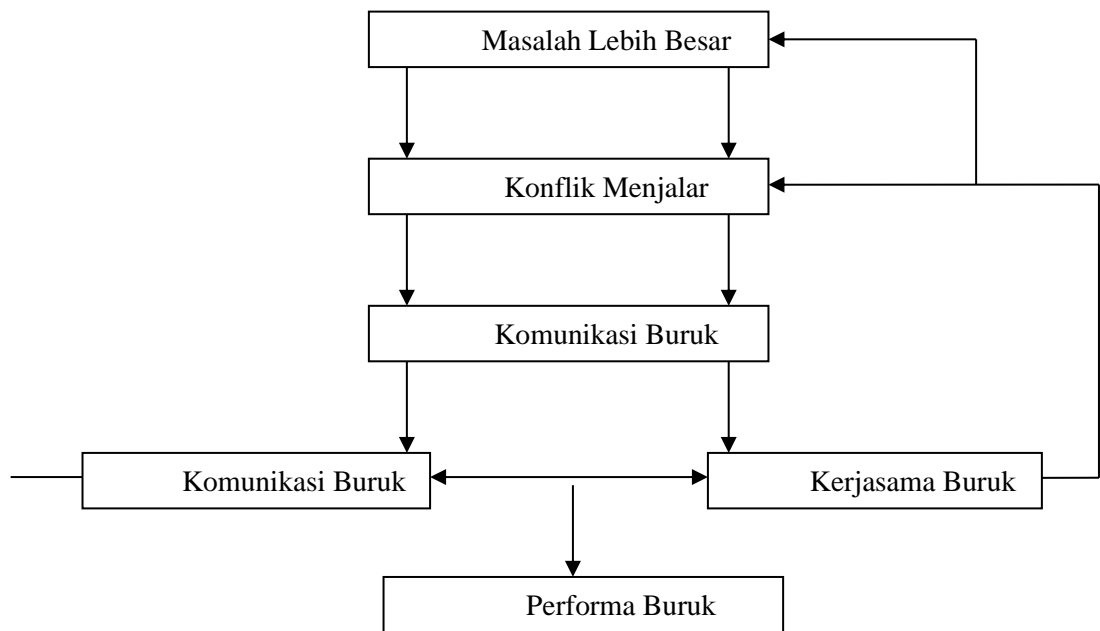 Masalah Lebih Besar
Konflik Menjalar
Komunikasi Buruk
Komunikasi Buruk
Kerjasama Buruk
Performa Buruk